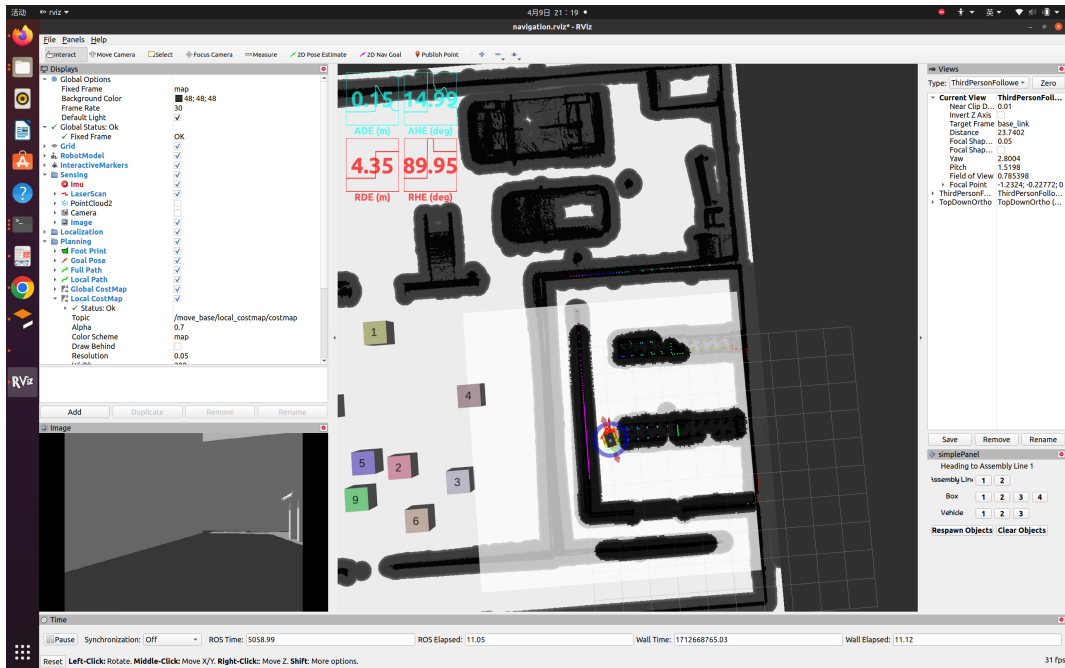 活动
rviz
4月9日 21：19
英
navigation.rviz* - RViz
File Panels Help
Interact
Move Camera
Select
Focus Camera
Measure
2D Pose Estimate
2D Nav Goal
Publish Point
Displays
Global Options
Fixed Frame map
Background Color 48; 48; 48
Frame Rate 30
Default Light
Global Status: Ok
Fixed Frame OK
Grid
RobotModel
InteractiveMarkers
Sensing
Imu
LaserScan
PointCloud2
Camera
Image
Localization
Planning
Foot Print
Goal Pose
Full Path
Local Path
Global CostMap
Local CostMap
Status: Ok
Topic /move_base/local_costmap/costmap
Alpha 0.7
Color Scheme map
Draw Behind
Resolution 0.05
Add Duplicate Remove Rename
Image
0.15 14.99
ADE (m) AHE (deg)
4.35 89.95
RDE (m) RHE (deg)
1
4
5
2
3
9
6
Views
Type: ThirdPersonFollowe Zero
Current View ThirdPersonFoll...
Near Clip D... 0.01
Invert Z Axis
Target Frame base_link
Distance 23.7402
Focal Shap... 0.05
Focal Shap...
Yaw 2.8004
Pitch 1.5198
Field of View 0.785398
Focal Point -1.2324; -0.22772; 0
ThirdPersonF... ThirdPersonFollo...
TopDownOrtho TopDownOrtho (...
Save Remove Rename
simplePanel
Heading to Assembly Line 1
1 2
Box 1 2 3 4
Vehicle 1 2 3
Respawn Objects Clear Objects
Time
Pause Synchronization: Off ROS Time: 5058.99 ROS Elapsed: 11.05 Wall Time: 1712668765.03 Wall Elapsed: 11.12
Reset Left-Click: Rotate. Middle-Click: Move X/Y. Right-Click:: Move Z. Shift: More options. 31 fps
RViz